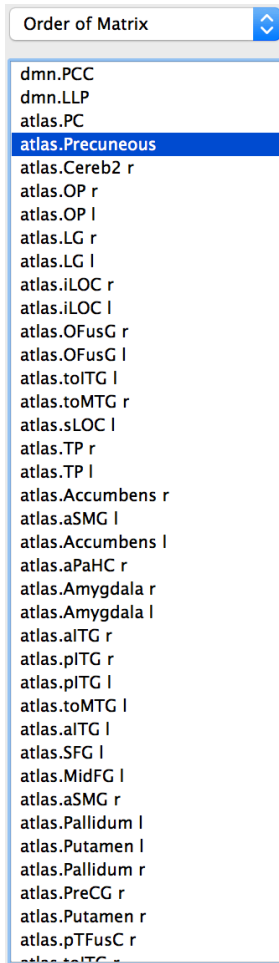 Order of Matrix
dmn.PCC
dmn.LLP
atlas.PC
atlas.Precuneous
atlas.Cereb2 r
atlas.OP r
atlas.OP l
atlas.LG r
atlas.LG l
atlas.iLOC r
atlas.iLOC l
atlas.OFusG r
atlas.OFusG l
atlas.toITG l
atlas.toMTG r
atlas.sLOC l
atlas.TP r
atlas.TP l
atlas.Accumbens r
atlas.aSMG l
atlas.Accumbens l
atlas.aPaHC r
atlas.Amygdala r
atlas.Amygdala l
atlas.aITG r
atlas.pITG r
atlas.pITG l
atlas.toMTG l
atlas.aITG l
atlas.SFG l
atlas.MidFG l
atlas.aSMG r
atlas.Pallidum l
atlas.Putamen l
atlas.Pallidum r
atlas.PreCG r
atlas.Putamen r
atlas.pTFusC r
atlas.toITG r